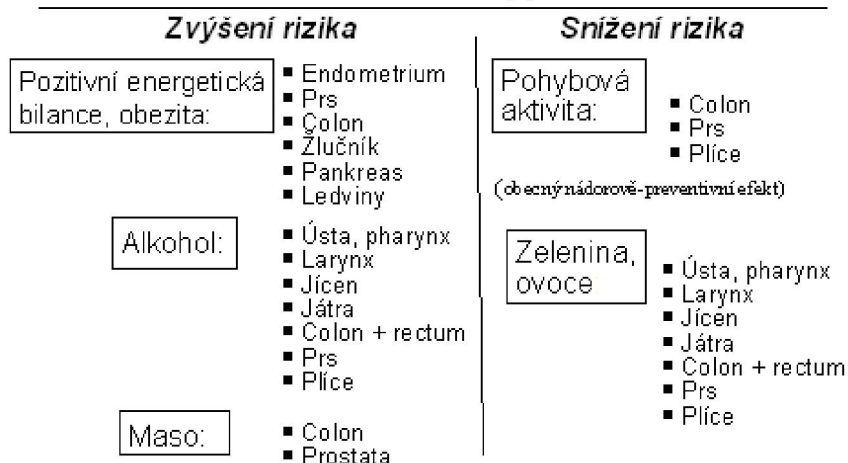 Zvýšení rizika
Pozitivní energetická
bilance, obezita:
▪ Endometrium
▪ Prs
▪ Colon
▪ Žlučník
▪ Pankreas
▪ Ledviny
Alkohol:
▪ Ústa, pharynx
▪ Larynx
▪ Jícen
▪ Játra
▪ Colon + rectum
▪ Prs
▪ Plíce
Maso:
▪ Colon
▪ Prostata
Snížení rizika
Pohybová
aktivita:
▪ Colon
▪ Prs
▪ Plíce
(obecný nádorově-preventivní efekt)
Zelenina,
ovoce
▪ Ústa, pharynx
▪ Larynx
▪ Jícen
▪ Játra
▪ Colon + rectum
▪ Prs
▪ Plíce